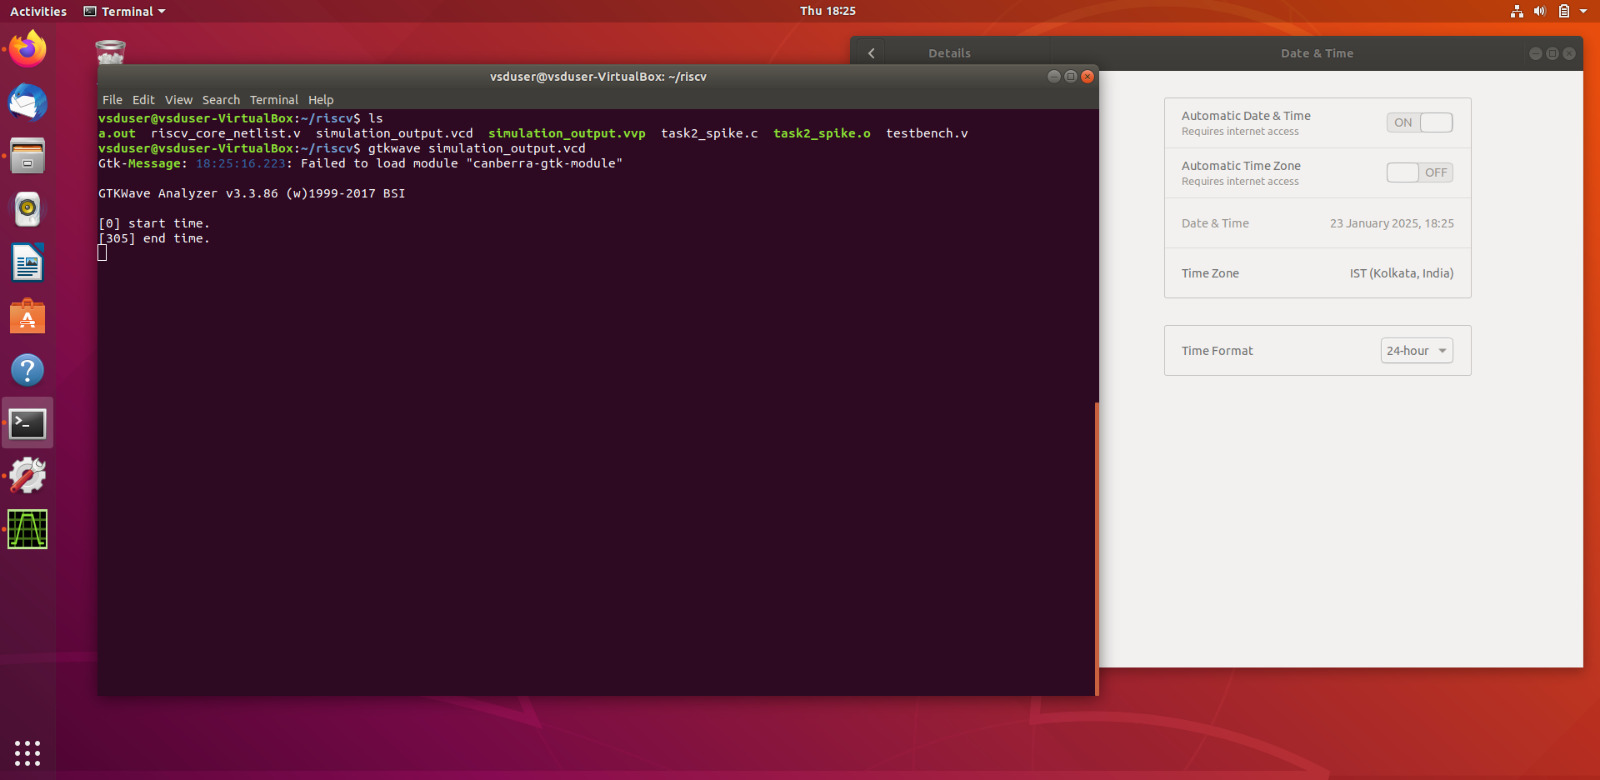 Activities Terminal Thu 18:25
Details Date & Time
vsduser@vsduser-VirtualBox: ~/riscv
File Edit View Search Terminal Help
vsduser@vsduser-VirtualBox:~/riscv$ ls
a.out riscv_core_netlist.v simulation_output.vcd simulation_output.vvp task2_spike.c task2_spike.o testbench.v
vsduser@vsduser-VirtualBox:~/riscv$ gtkwave simulation_output.vcd
Gtk-Message: 18:25:16.223: Failed to load module "canberra-gtk-module"
GTKWave Analyzer v3.3.86 (w)1999-2017 BSI
[0] start time.
[305] end time.
Automatic Date & Time ON
Requires internet access
Automatic Time Zone OFF
Requires internet access
Date & Time 23 January 2025, 18:25
Time Zone IST (Kolkata, India)
Time Format 24-hour